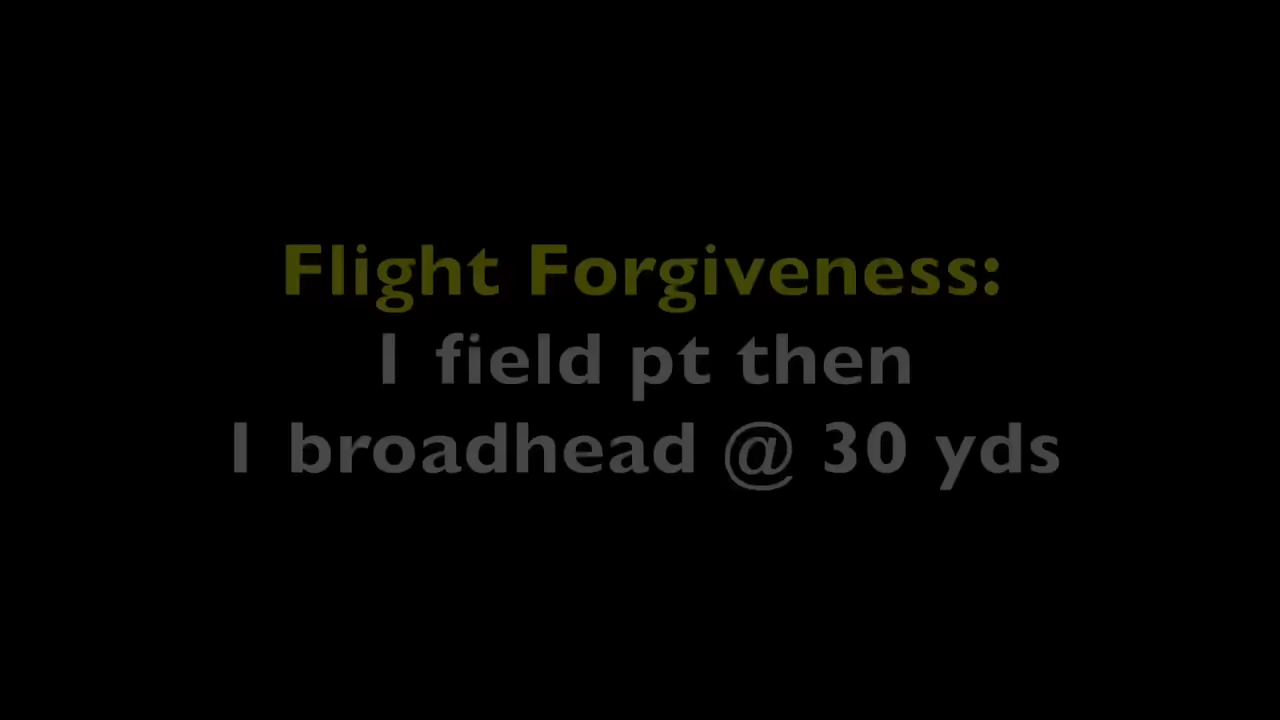 Flight Forgiveness:
1 field pt then
1 broadhead @ 30 yds